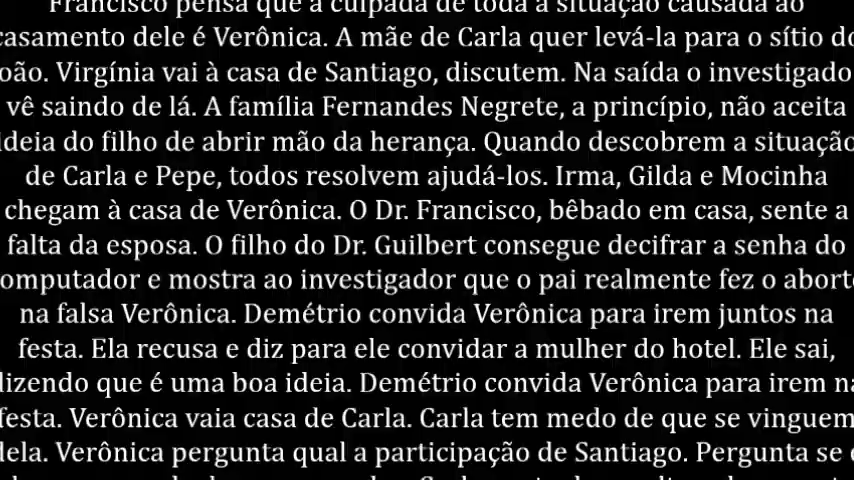 Francisco pensa que a culpada de toda a situação causada ao
casamento dele é Verônica. A mãe de Carla quer levá-la para o sítio do
João. Virgínia vai à casa de Santiago, discutem. Na saída o investigado
vê saindo de lá. A família Fernandes Negrete, a princípio, não aceita
ideia do filho de abrir mão da herança. Quando descobrem a situação
de Carla e Pepe, todos resolvem ajudá-los. Irma, Gilda e Mocinha
chegam à casa de Verônica. O Dr. Francisco, bêbado em casa, sente a
falta da esposa. O filho do Dr. Guilbert consegue decifrar a senha do
omputador e mostra ao investigador que o pai realmente fez o aborto
na falsa Verônica. Demétrio convida Verônica para irem juntos na
festa. Ela recusa e diz para ele convidar a mulher do hotel. Ele sai,
dizendo que é uma boa ideia. Demétrio convida Verônica para irem na
festa. Verônica vaia casa de Carla. Carla tem medo de que se vinguem
dela. Verônica pergunta qual a participação de Santiago. Pergunta se